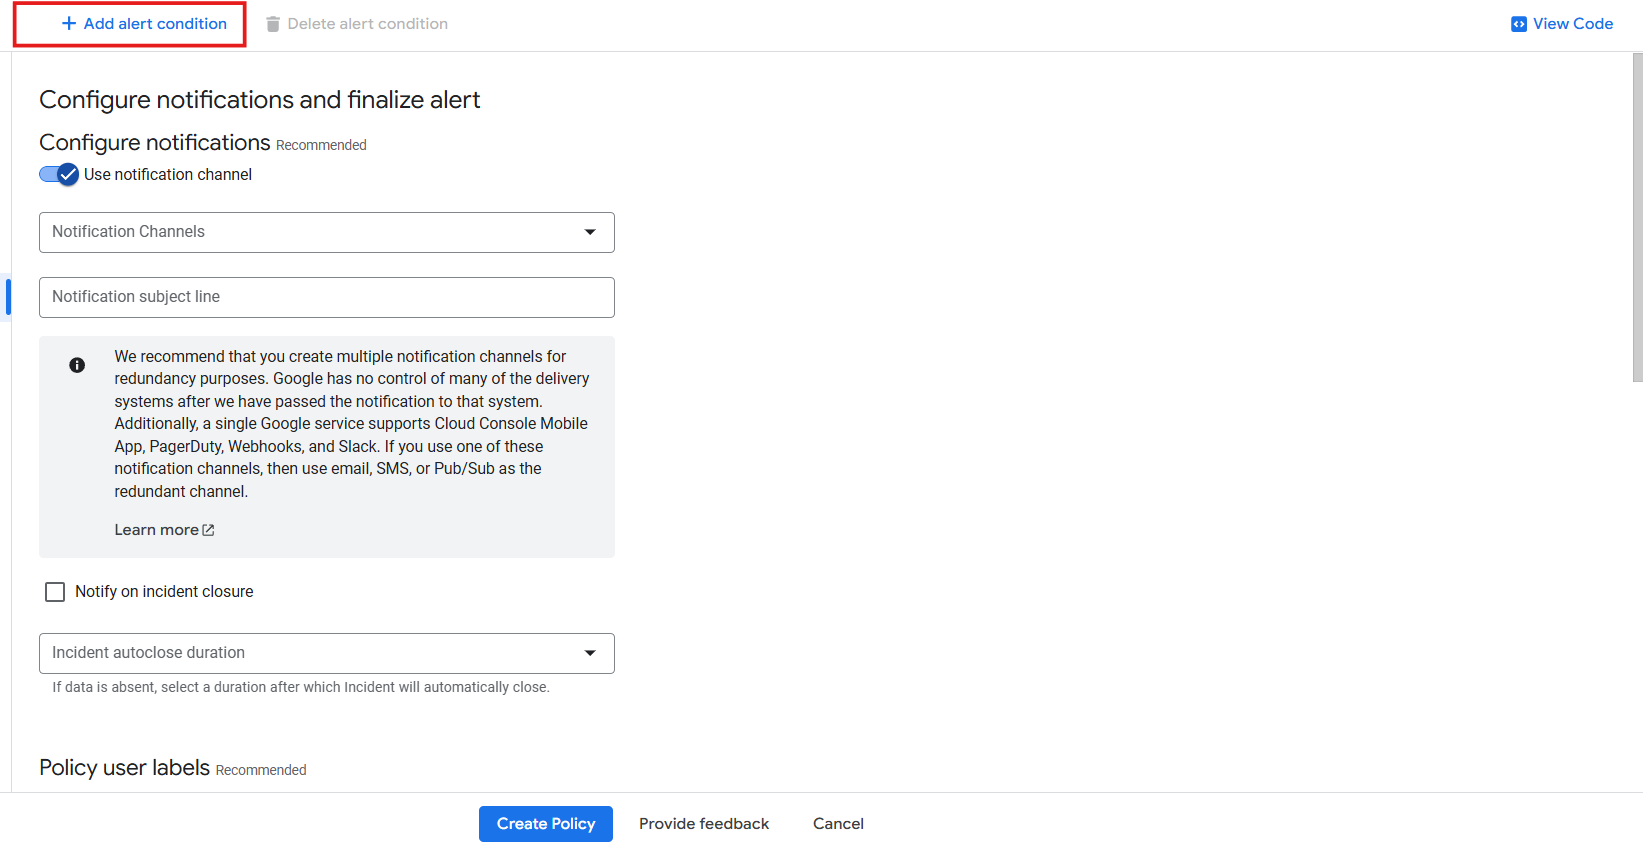 Add alert condition
Delete alert condition
View Code
Configure notifications and finalize alert
Configure notifications Recommended
Use notification channel
Notification Channels
Notification subject line
We recommend that you create multiple notification channels for
redundancy purposes. Google has no control of many of the delivery
systems after we have passed the notification to that system.
Additionally, a single Google service supports Cloud Console Mobile
App, PagerDuty, Webhooks, and Slack. If you use one of these
notification channels, then use email, SMS, or Pub/Sub as the
redundant channel.
Learn more
Notify on incident closure
Incident autoclose duration
If data is absent, select a duration after which Incident will automatically close.
Policy user labels Recommended
Create Policy
Provide feedback
Cancel